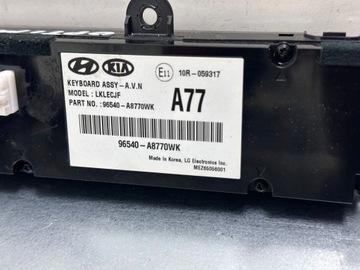 KIA
E11
10R-059317
KEYBOARD ASSY-A.V.N
MODEL : LKLECJF
PART NO. : 96540-A8770WK
A77
96540-A8770WK
Made in Korea, LG Electronics Inc.
MEZ65056001